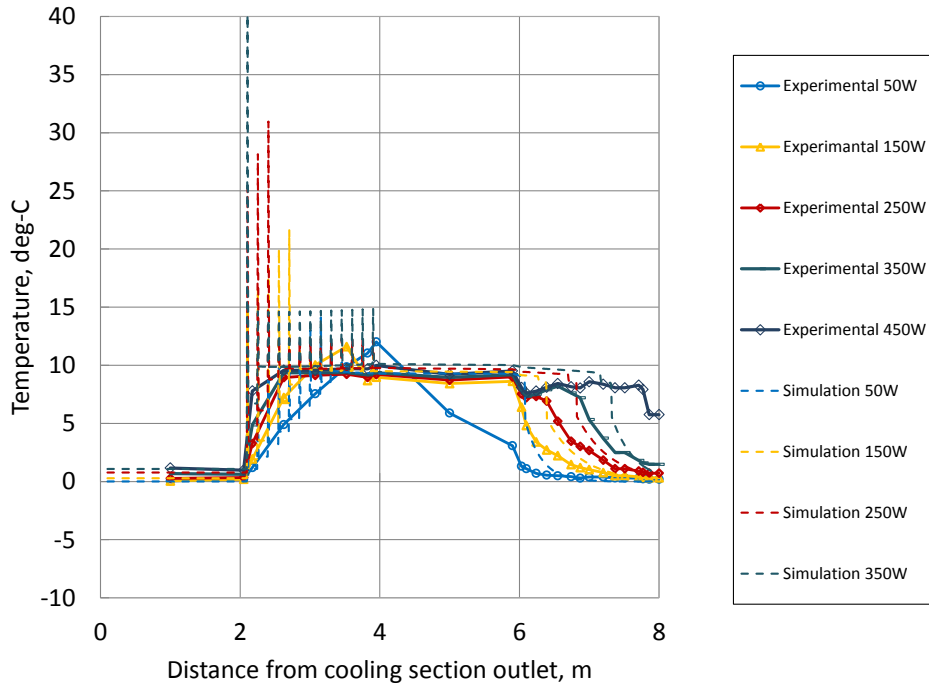 40
35
30
25
20
15
10
5
0
-5
-10
Temperature, deg-C
0 2 4 6 8
Distance from cooling section outlet, m
Experimental 50W
Experimantal 150W
Experimental 250W
Experimental 350W
Experimental 450W
Simulation 50W
Simulation 150W
Simulation 250W
Simulation 350W